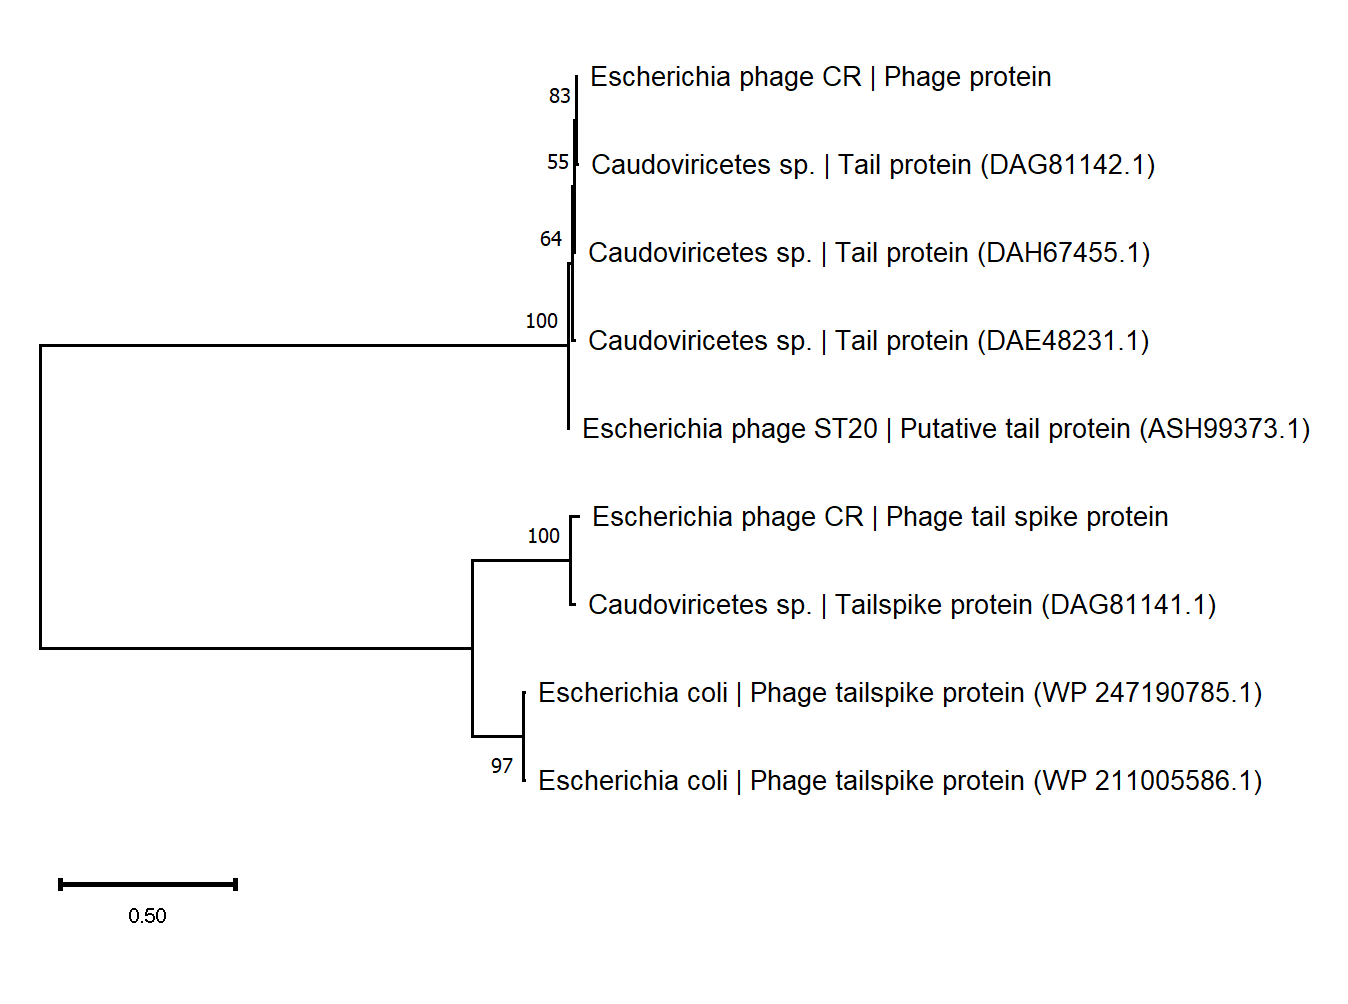 Escherichia phage CR | Phage protein
83
55
Caudoviricetes sp. | Tail protein (DAG81142.1)
64
Caudoviricetes sp. | Tail protein (DAH67455.1)
100
Caudoviricetes sp. | Tail protein (DAE48231.1)
Escherichia phage ST20 | Putative tail protein (ASH99373.1)
Escherichia phage CR | Phage tail spike protein
100
Caudoviricetes sp. | Tailspike protein (DAG81141.1)
Escherichia coli | Phage tailspike protein (WP 247190785.1)
97
Escherichia coli | Phage tailspike protein (WP 211005586.1)
0.50